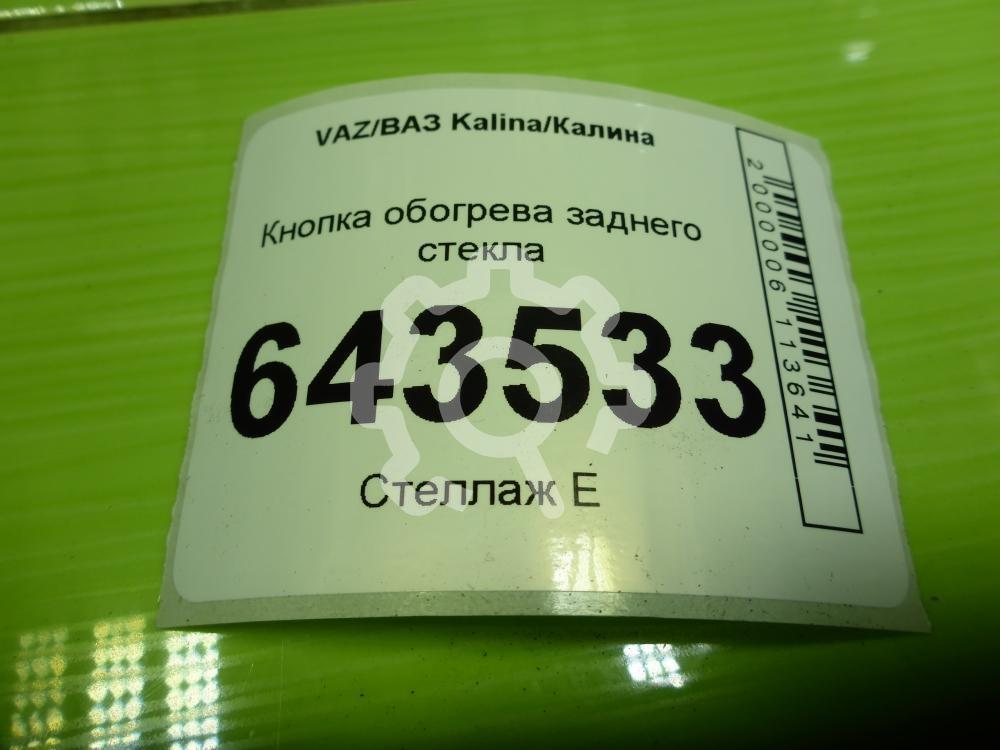 VAZ/ВАЗ Kalina/Калина
Кнопка обогрева заднего
стекла
643533
Стеллаж Е
2000006113641